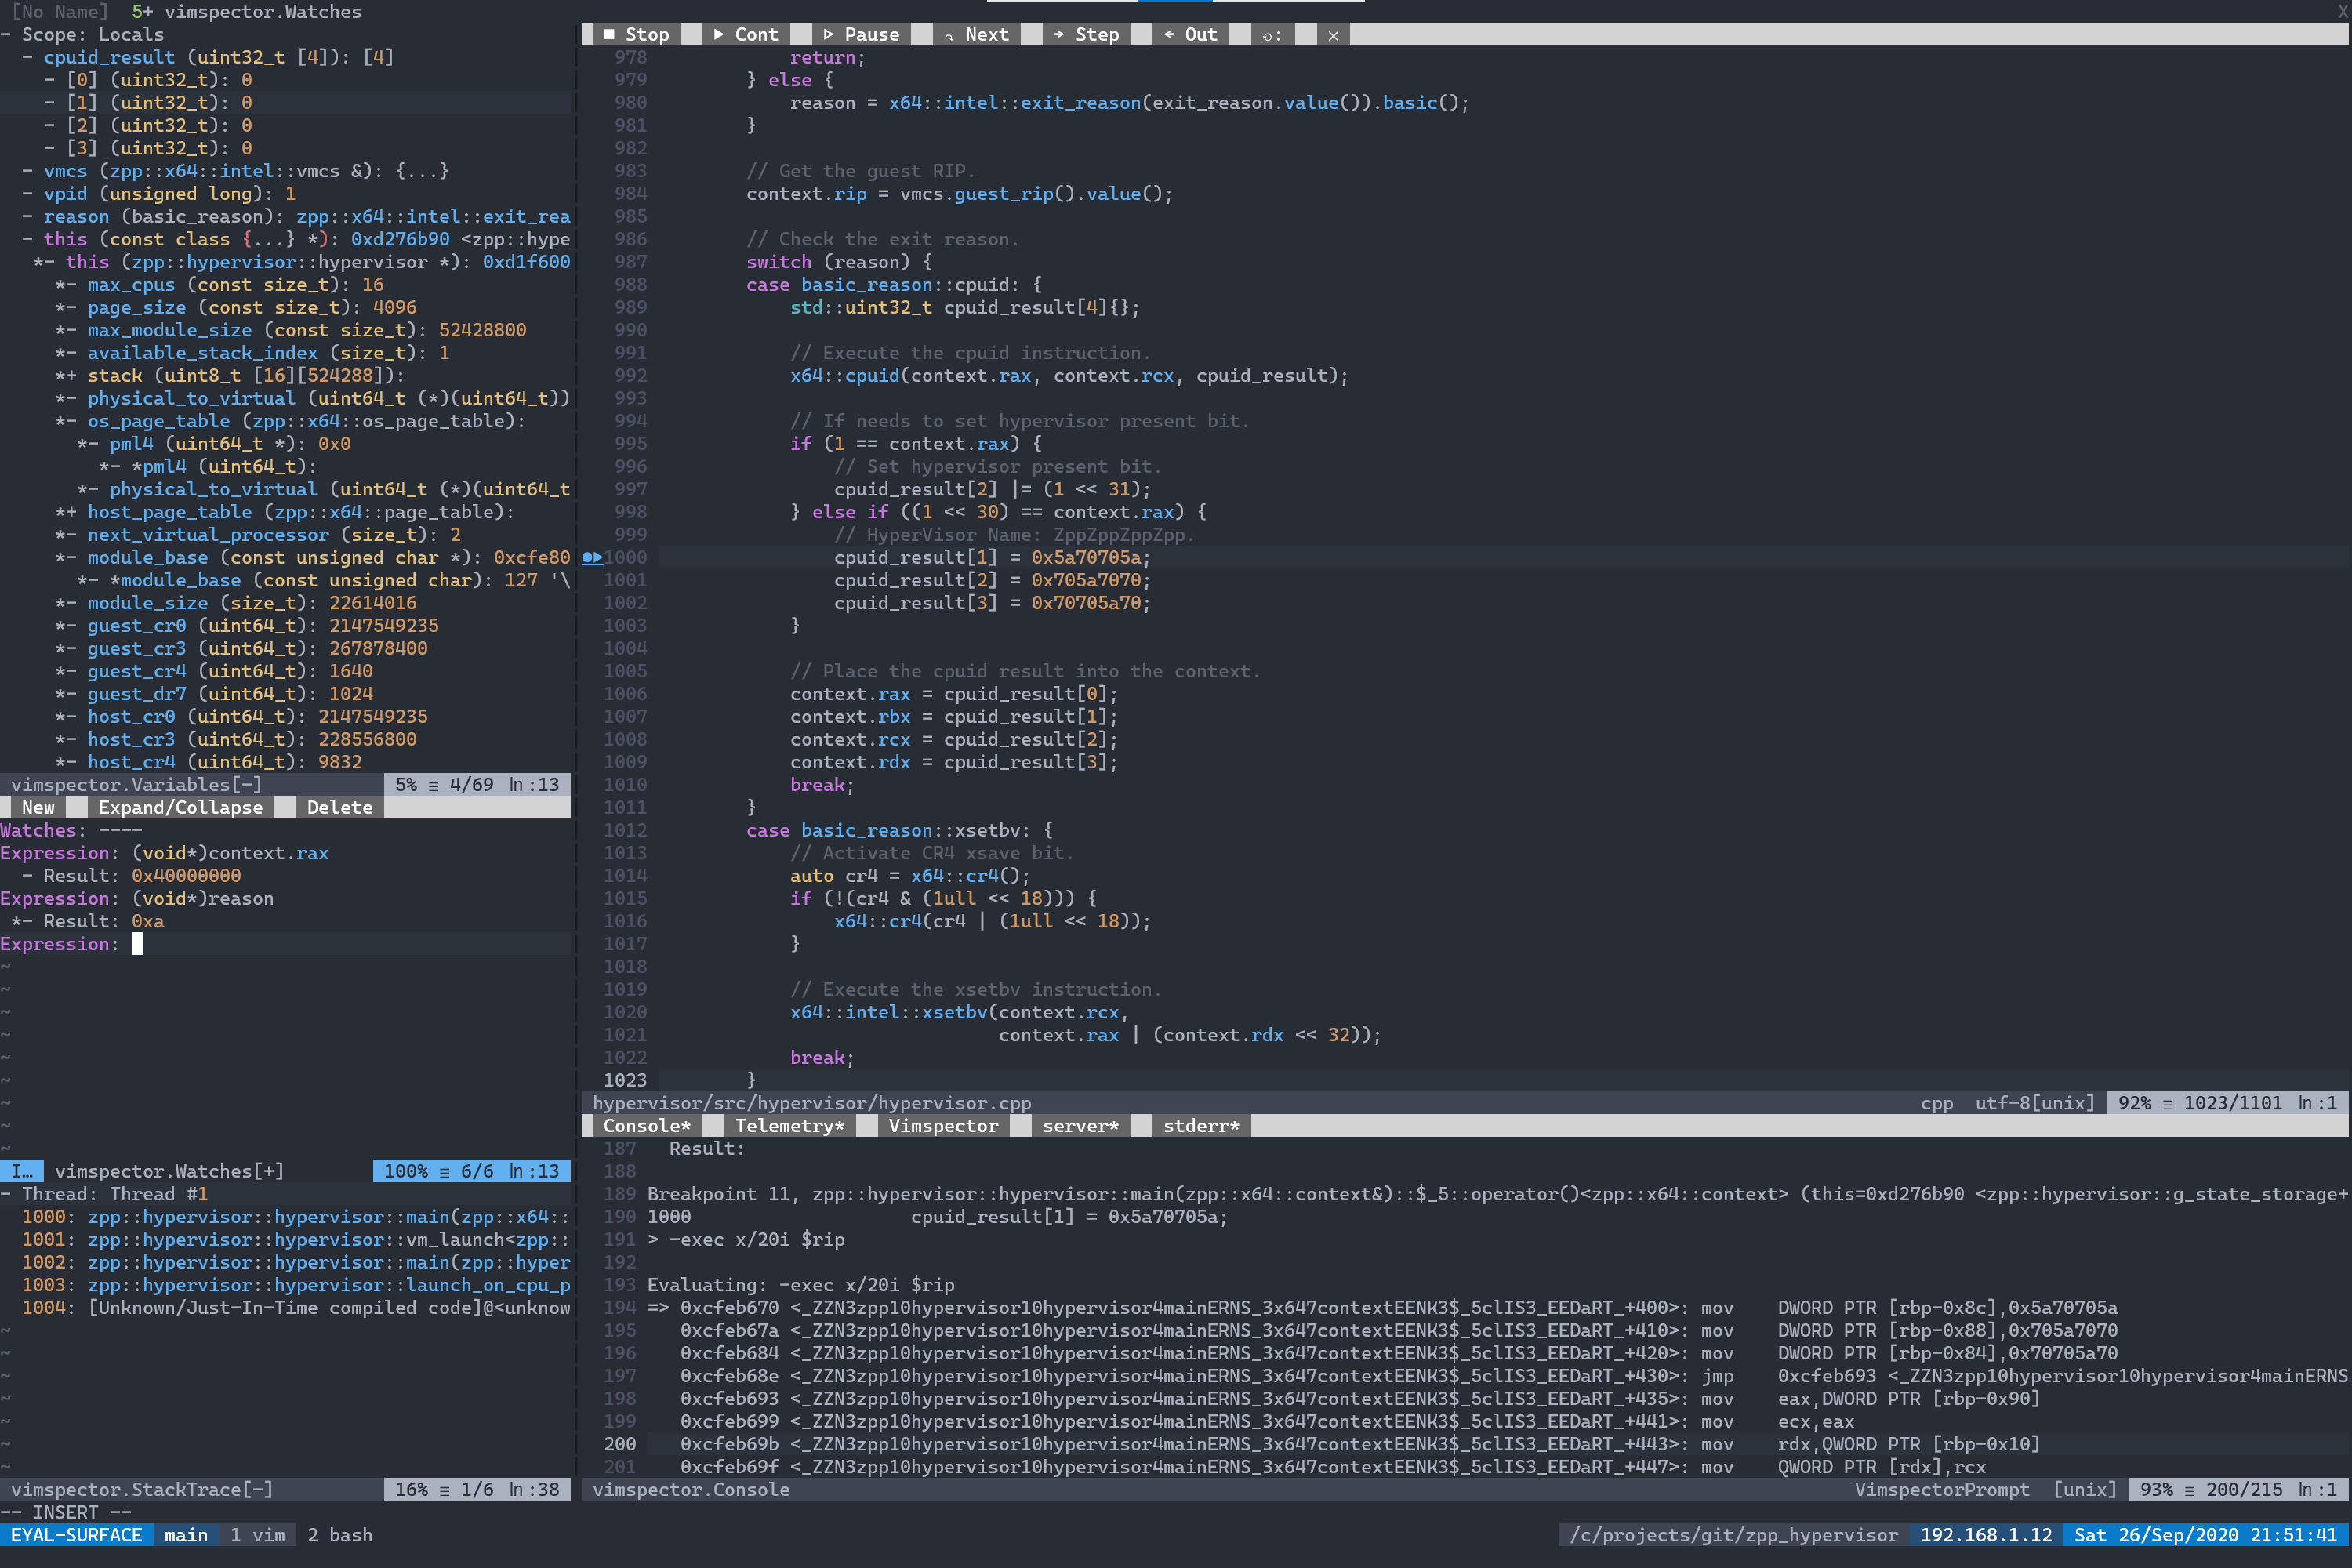 [No Name]  5+ vimspector.Watches X
- Scope: Locals
  - cpuid_result (uint32_t [4]): [4]
    - [0] (uint32_t): 0
    - [1] (uint32_t): 0
    - [2] (uint32_t): 0
    - [3] (uint32_t): 0
  - vmcs (zpp::x64::intel::vmcs &): {...}
  - vpid (unsigned long): 1
  - reason (basic_reason): zpp::x64::intel::exit_rea
  - this (const class {...} *): 0xd276b90 <zpp::hype
   *- this (zpp::hypervisor::hypervisor *): 0xd1f600
     *- max_cpus (const size_t): 16
     *- page_size (const size_t): 4096
     *- max_module_size (const size_t): 52428800
     *- available_stack_index (size_t): 1
     *+ stack (uint8_t [16][524288]):
     *- physical_to_virtual (uint64_t (*)(uint64_t))
     *- os_page_table (zpp::x64::os_page_table):
       *- pml4 (uint64_t *): 0x0
         *- *pml4 (uint64_t):
       *- physical_to_virtual (uint64_t (*)(uint64_t
     *+ host_page_table (zpp::x64::page_table):
     *- next_virtual_processor (size_t): 2
     *- module_base (const unsigned char *): 0xcfe80
       *- *module_base (const unsigned char): 127 '\
     *- module_size (size_t): 22614016
     *- guest_cr0 (uint64_t): 2147549235
     *- guest_cr3 (uint64_t): 267878400
     *- guest_cr4 (uint64_t): 1640
     *- guest_dr7 (uint64_t): 1024
     *- host_cr0 (uint64_t): 2147549235
     *- host_cr3 (uint64_t): 228556800
     *- host_cr4 (uint64_t): 9832
vimspector.Variables[-] 5% ≡ 4/69 ㏑:13
New Expand/Collapse Delete
Watches: ----
Expression: (void*)context.rax
  - Result: 0x40000000
Expression: (void*)reason
 *- Result: 0xa
Expression:
~
~
~
~
~
~
~
~
~
I… vimspector.Watches[+] 100% ≡ 6/6 ㏑:13
- Thread: Thread #1
  1000: zpp::hypervisor::hypervisor::main(zpp::x64::
  1001: zpp::hypervisor::hypervisor::vm_launch<zpp::
  1002: zpp::hypervisor::hypervisor::main(zpp::hyper
  1003: zpp::hypervisor::hypervisor::launch_on_cpu_p
  1004: [Unknown/Just-In-Time compiled code]@<unknow
~
~
~
~
~
~
~
vimspector.StackTrace[-] 16% ≡ 1/6 ㏑:38
■ Stop ▶ Cont ▷ Pause ↷ Next → Step ← Out ⟲: ✕
978             return;
979         } else {
980             reason = x64::intel::exit_reason(exit_reason.value()).basic();
981         }
982
983         // Get the guest RIP.
984         context.rip = vmcs.guest_rip().value();
985
986         // Check the exit reason.
987         switch (reason) {
988         case basic_reason::cpuid: {
989             std::uint32_t cpuid_result[4]{};
990
991             // Execute the cpuid instruction.
992             x64::cpuid(context.rax, context.rcx, cpuid_result);
993
994             // If needs to set hypervisor present bit.
995             if (1 == context.rax) {
996                 // Set hypervisor present bit.
997                 cpuid_result[2] |= (1 << 31);
998             } else if ((1 << 30) == context.rax) {
999                 // HyperVisor Name: ZppZppZppZpp.
●▶1000                 cpuid_result[1] = 0x5a70705a;
1001                 cpuid_result[2] = 0x705a7070;
1002                 cpuid_result[3] = 0x70705a70;
1003             }
1004
1005             // Place the cpuid result into the context.
1006             context.rax = cpuid_result[0];
1007             context.rbx = cpuid_result[1];
1008             context.rcx = cpuid_result[2];
1009             context.rdx = cpuid_result[3];
1010             break;
1011         }
1012         case basic_reason::xsetbv: {
1013             // Activate CR4 xsave bit.
1014             auto cr4 = x64::cr4();
1015             if (!(cr4 & (1ull << 18))) {
1016                 x64::cr4(cr4 | (1ull << 18));
1017             }
1018
1019             // Execute the xsetbv instruction.
1020             x64::intel::xsetbv(context.rcx,
1021                                context.rax | (context.rdx << 32));
1022             break;
1023         }
hypervisor/src/hypervisor/hypervisor.cpp cpp utf-8[unix] 92% ≡ 1023/1101 ㏑:1
Console* Telemetry* Vimspector server* stderr*
187   Result:
188
189 Breakpoint 11, zpp::hypervisor::hypervisor::main(zpp::x64::context&)::$_5::operator()<zpp::x64::context> (this=0xd276b90 <zpp::hypervisor::g_state_storage+
190 1000                    cpuid_result[1] = 0x5a70705a;
191 > -exec x/20i $rip
192
193 Evaluating: -exec x/20i $rip
194 => 0xcfeb670 <_ZZN3zpp10hypervisor10hypervisor4mainERNS_3x647contextEENK3$_5clIS3_EEDaRT_+400>: mov    DWORD PTR [rbp-0x8c],0x5a70705a
195    0xcfeb67a <_ZZN3zpp10hypervisor10hypervisor4mainERNS_3x647contextEENK3$_5clIS3_EEDaRT_+410>: mov    DWORD PTR [rbp-0x88],0x705a7070
196    0xcfeb684 <_ZZN3zpp10hypervisor10hypervisor4mainERNS_3x647contextEENK3$_5clIS3_EEDaRT_+420>: mov    DWORD PTR [rbp-0x84],0x70705a70
197    0xcfeb68e <_ZZN3zpp10hypervisor10hypervisor4mainERNS_3x647contextEENK3$_5clIS3_EEDaRT_+430>: jmp    0xcfeb693 <_ZZN3zpp10hypervisor10hypervisor4mainERNS
198    0xcfeb693 <_ZZN3zpp10hypervisor10hypervisor4mainERNS_3x647contextEENK3$_5clIS3_EEDaRT_+435>: mov    eax,DWORD PTR [rbp-0x90]
199    0xcfeb699 <_ZZN3zpp10hypervisor10hypervisor4mainERNS_3x647contextEENK3$_5clIS3_EEDaRT_+441>: mov    ecx,eax
200    0xcfeb69b <_ZZN3zpp10hypervisor10hypervisor4mainERNS_3x647contextEENK3$_5clIS3_EEDaRT_+443>: mov    rdx,QWORD PTR [rbp-0x10]
201    0xcfeb69f <_ZZN3zpp10hypervisor10hypervisor4mainERNS_3x647contextEENK3$_5clIS3_EEDaRT_+447>: mov    QWORD PTR [rdx],rcx
vimspector.Console VimspectorPrompt [unix] 93% ≡ 200/215 ㏑:1
-- INSERT --
EYAL-SURFACE main 1 vim 2 bash /c/projects/git/zpp_hypervisor 192.168.1.12 Sat 26/Sep/2020 21:51:41